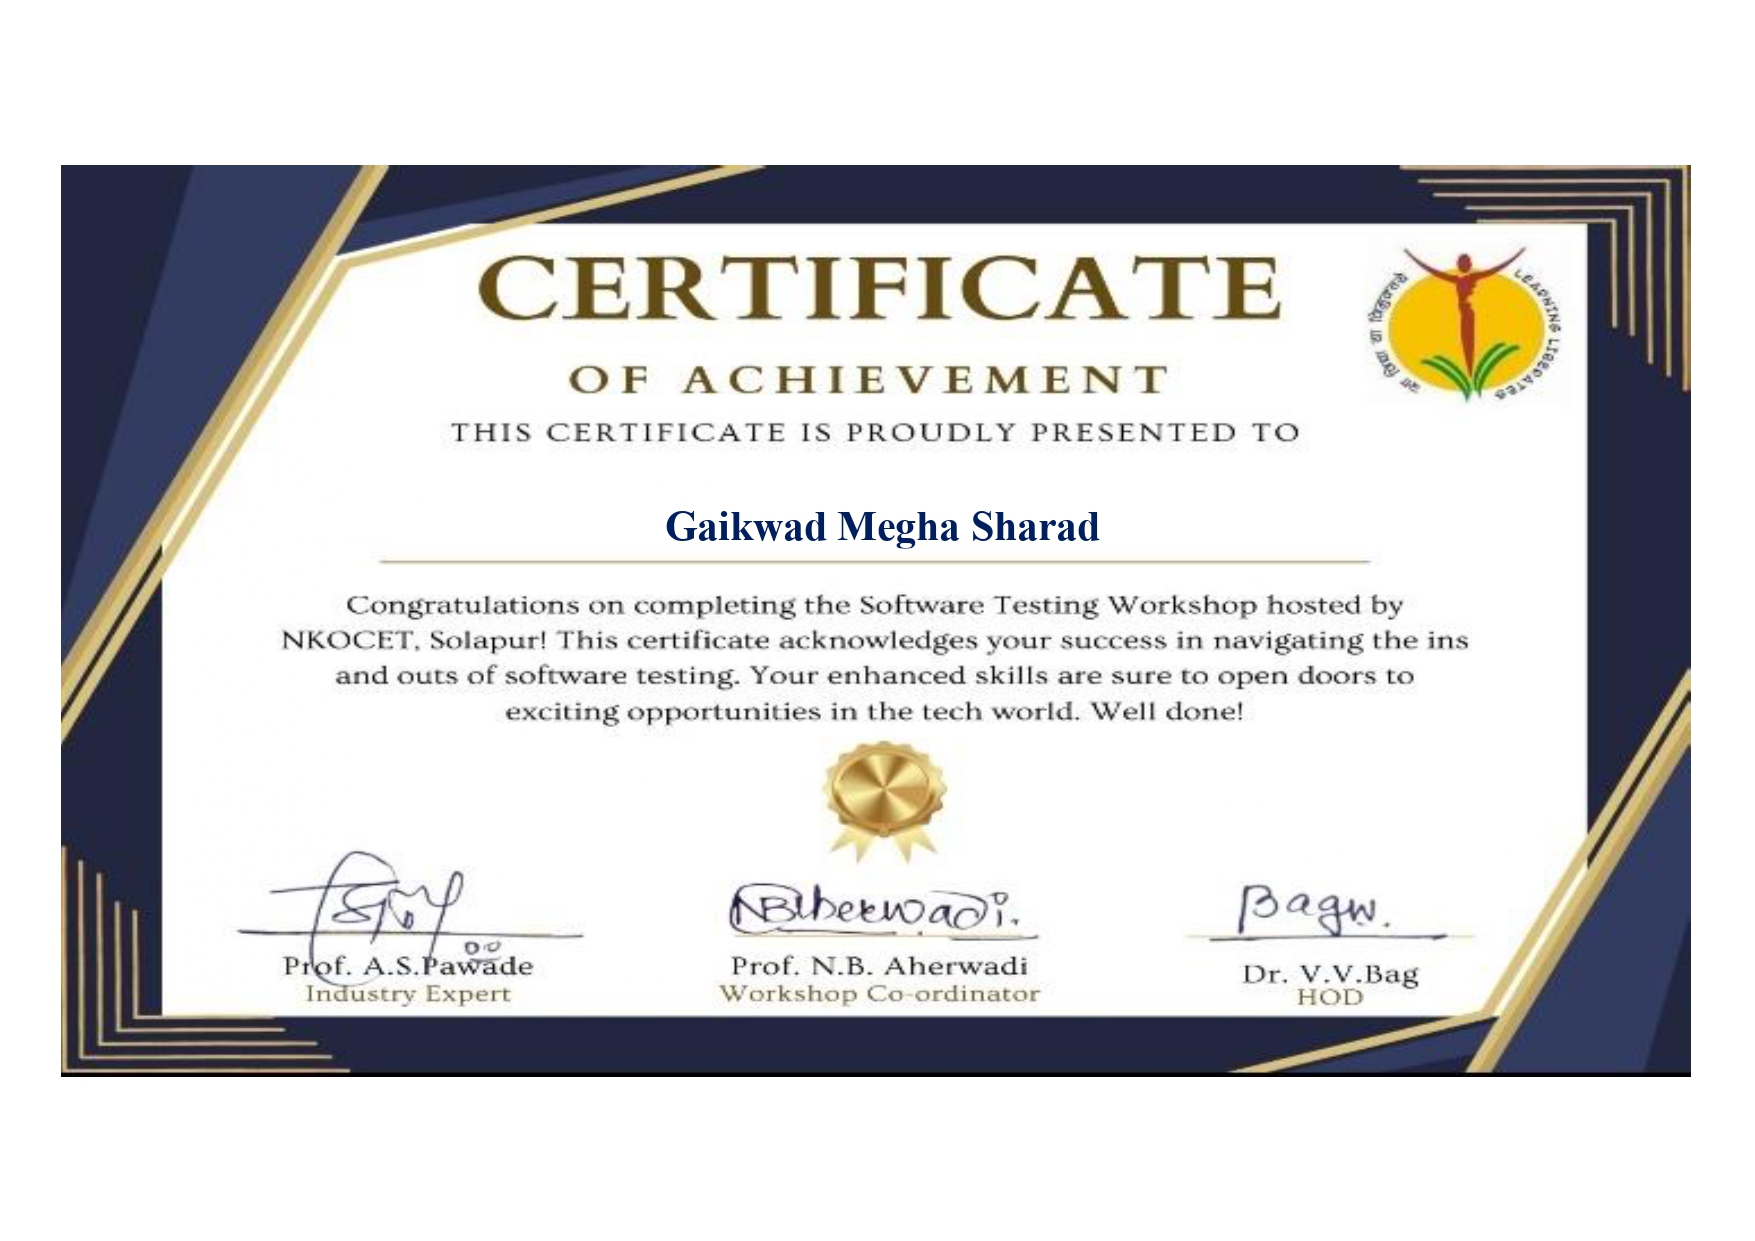 CERTIFICATE
OF ACHIEVEMENT
LEARNING LIBERATES
सा विद्या या विमुक्तये
THIS CERTIFICATE IS PROUDLY PRESENTED TO
Gaikwad Megha Sharad
Congratulations on completing the Software Testing Workshop hosted by
NKOCET, Solapur! This certificate acknowledges your success in navigating the ins
and outs of software testing. Your enhanced skills are sure to open doors to
exciting opportunities in the tech world. Well done!
NBAherwadi.
Bagw.
Prof. A.S.Pawade
Industry Expert
Prof. N.B. Aherwadi
Workshop Co-ordinator
Dr. V.V.Bag
HOD